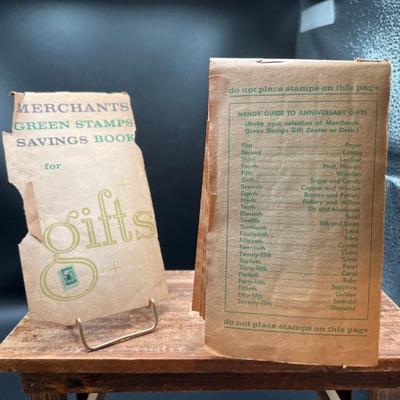 MERCHANTS
GREEN STAMPS
SAVINGS BOOK
for
gifts
do not place stamps on this page
HANDY GUIDE TO ANNIVERSARY GIFTS
(Make your selection at Merchants
Green Stamps Gift Center or Desk.)
First Paper
Second Cotton
Third Leather
Fourth Fruit, Flowers
Fifth Wooden
Sixth Sugar and Candy
Seventh Copper and Woolen
Eighth Bronze and Pottery
Ninth Pottery and Willow
Tenth Tin and Aluminum
Eleventh Steel
Twelfth Silk and Linen
Thirteenth Lace
Fourteenth Ivory
Fifteenth Crystal
Twentieth China
Twenty-fifth Silver
Thirtieth Pearl
Thirty-fifth Coral
Fortieth Ruby
Forty-fifth Sapphire
Fiftieth Golden
Fifty-fifth Emerald
Seventy-fifth Diamond
do not place stamps on this page